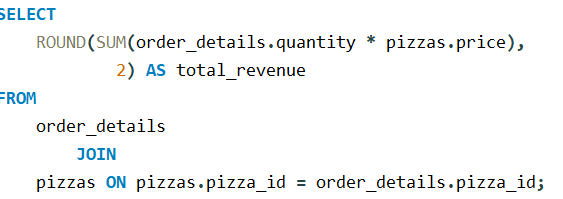 SELECT
ROUND(SUM(order_details.quantity * pizzas.price),
2) AS total_revenue
FROM
order_details
JOIN
pizzas ON pizzas.pizza_id = order_details.pizza_id;